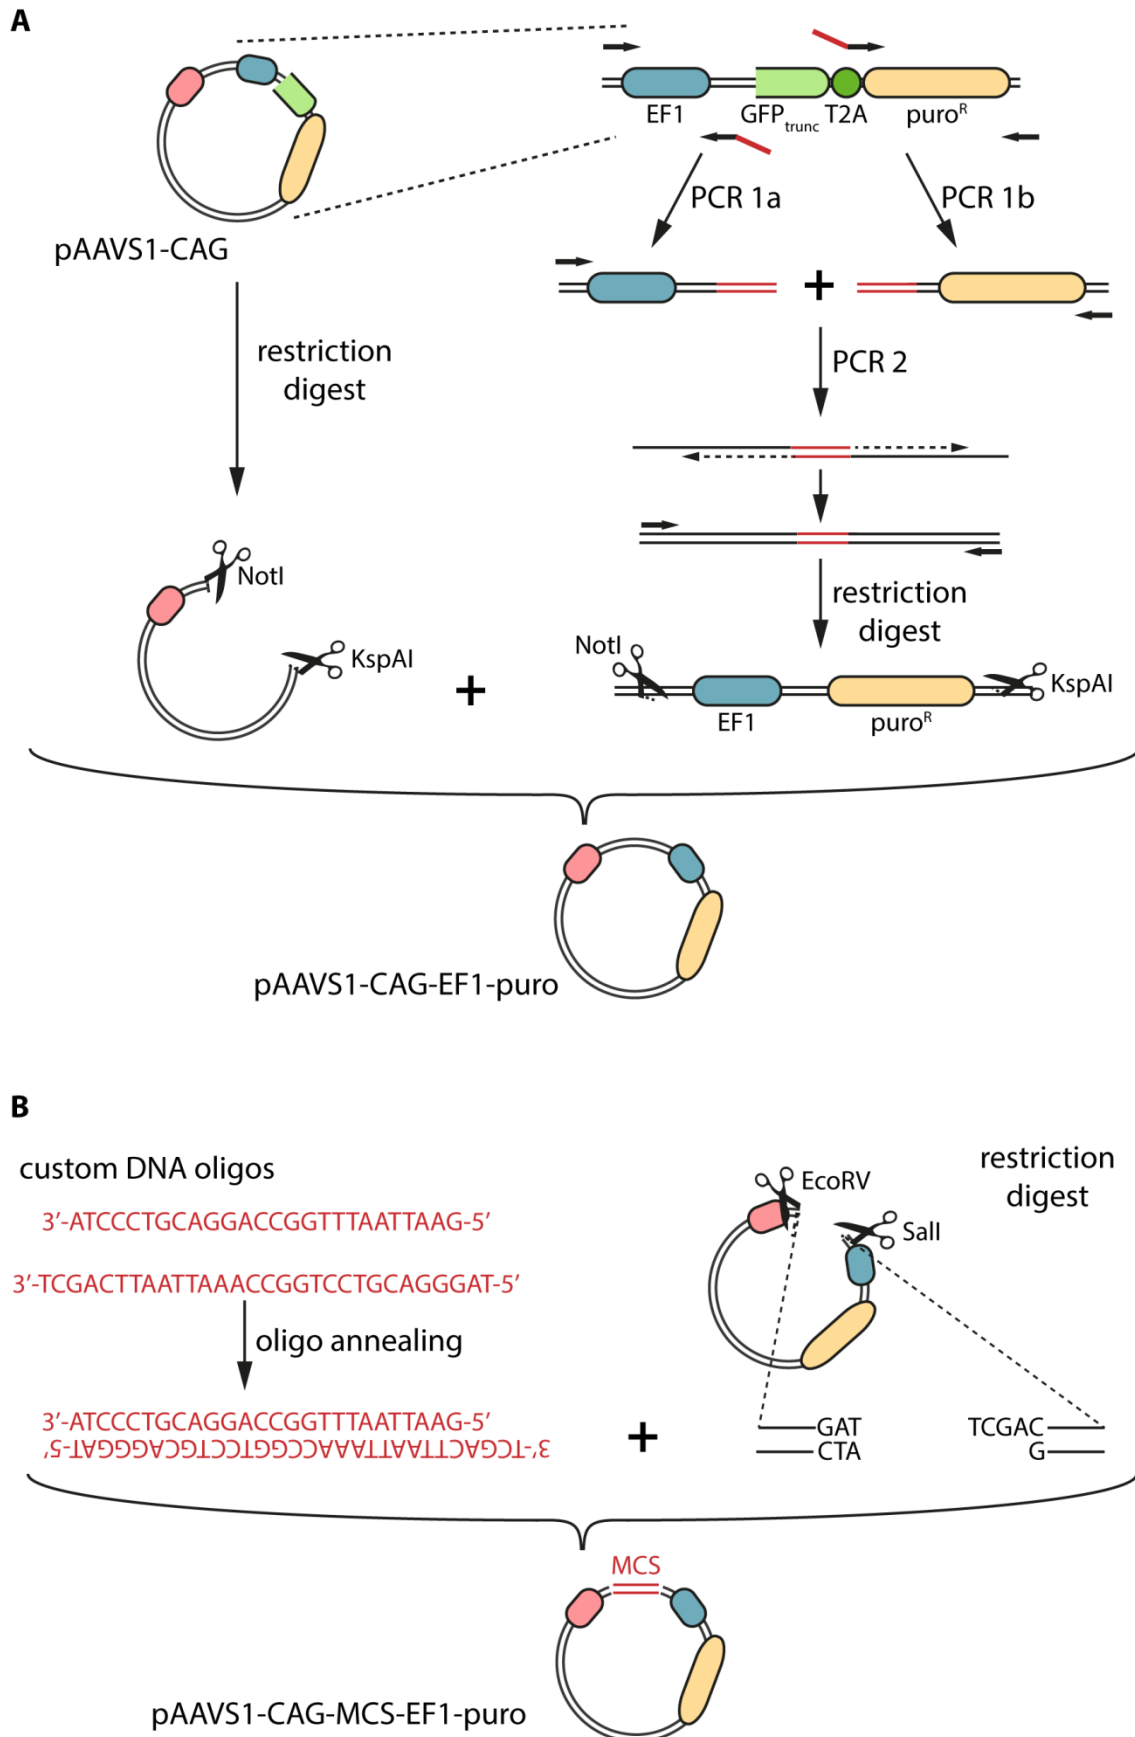 A
EF1
GFP trunc
T2A
puroR
PCR 1a
PCR 1b
pAAVS1-CAG
+
restriction
digest
PCR 2
NotI
KspAI
+
restriction
digest
NotI
KspAI
EF1
puroR
pAAVS1-CAG-EF1-puro
B
custom DNA oligos
3'-ATCCCTGCAGGACCGGTTTAATTAAG-5'
3'-TCGACTTAATTAAACCGGTCCTGCAGGGAT-5'
oligo annealing
3'-ATCCCTGCAGGACCGGTTTAATTAAG-5'
3'-TCGACTTAATTAAACCGGTCCTGCAGGGAT-5'
+
restriction
digest
EcoRV
SalI
GAT
CTA
TCGAC
G
MCS
pAAVS1-CAG-MCS-EF1-puro